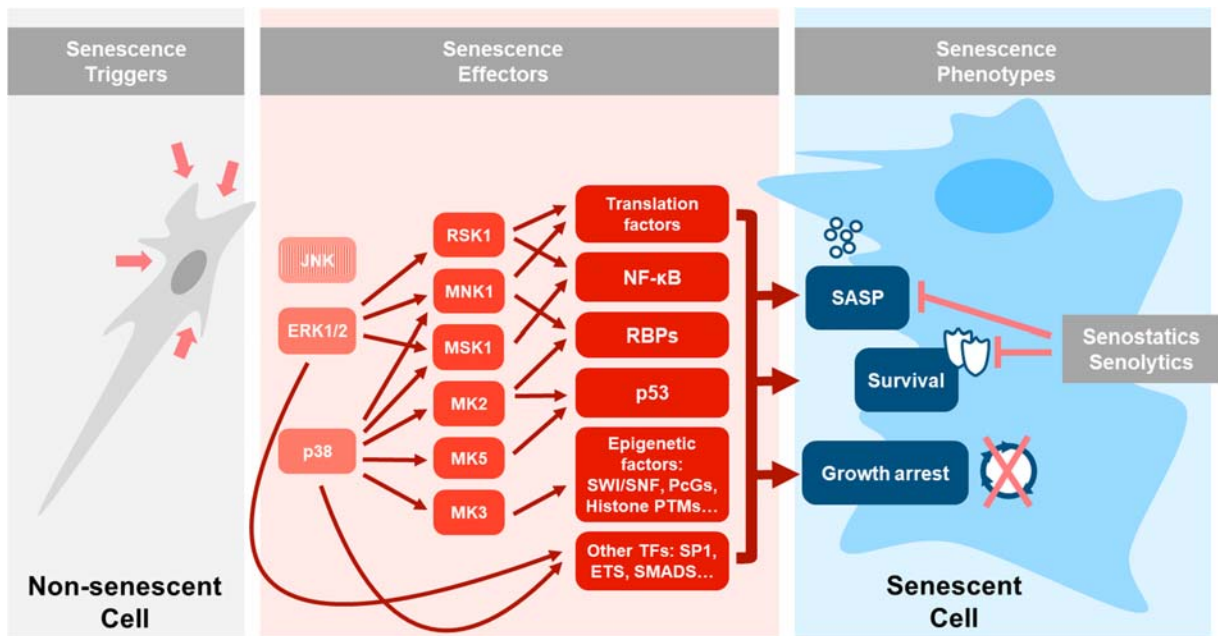 Senescence
Triggers
Senescence
Effectors
Senescence
Phenotypes
JNK
ERK1/2
p38
RSK1
MNK1
MSK1
MK2
MK5
MK3
Translation
factors
NF-κB
RBPs
p53
Epigenetic
factors:
SWI/SNF, PcGs,
Histone PTMs...
Other TFs: SP1,
ETS, SMADS...
SASP
Survival
Growth arrest
Senostatics
Senolytics
Non-senescent
Cell
Senescent
Cell